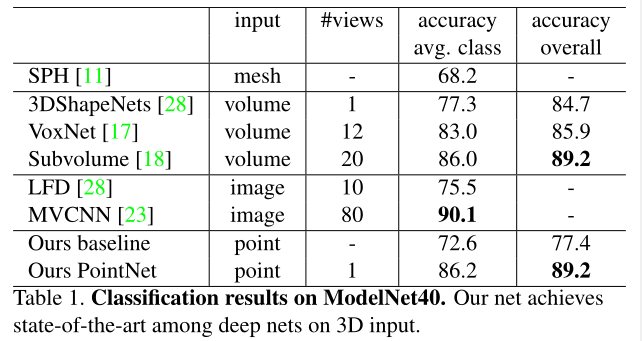 input #views accuracy accuracy
avg. class overall
SPH [11] mesh - 68.2 -
3DShapeNets [28] volume 1 77.3 84.7
VoxNet [17] volume 12 83.0 85.9
Subvolume [18] volume 20 86.0 89.2
LFD [28] image 10 75.5 -
MVCNN [23] image 80 90.1 -
Ours baseline point - 72.6 77.4
Ours PointNet point 1 86.2 89.2
Table 1. Classification results on ModelNet40. Our net achieves
state-of-the-art among deep nets on 3D input.